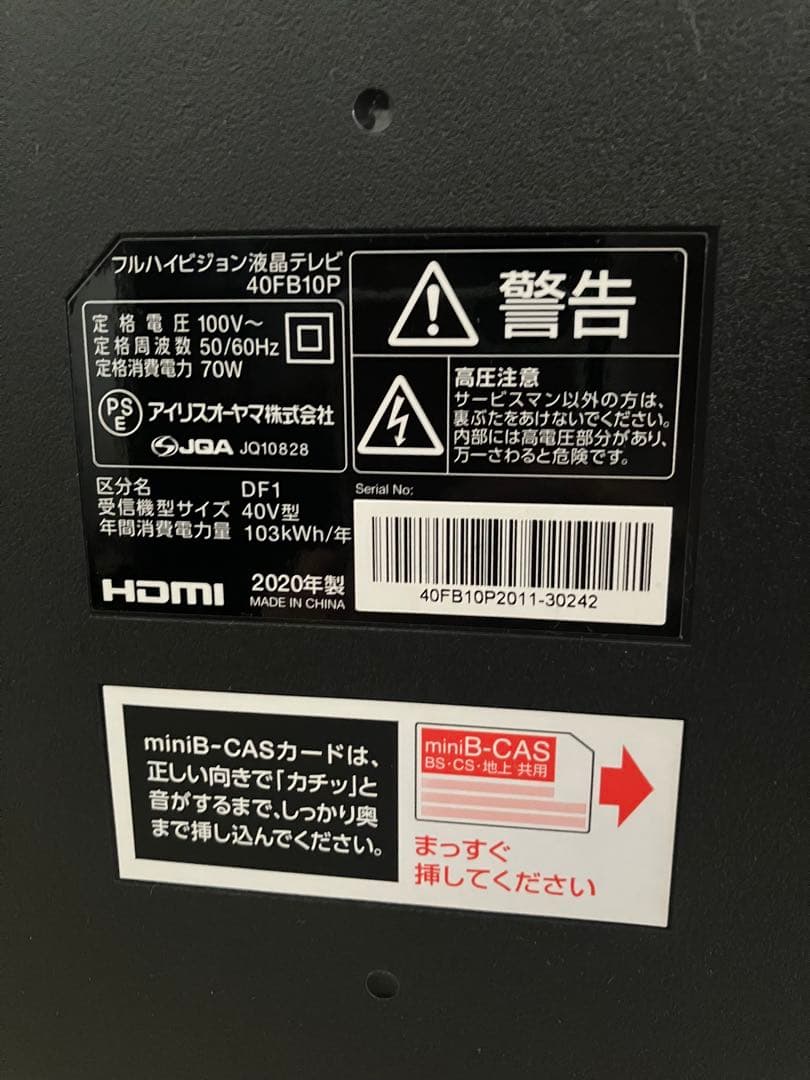 フルハイビジョン液晶テレビ
40FB10P
定格電圧 100V～
定格周波数 50/60Hz
定格消費電力 70W
PSE アイリスオーヤマ株式会社
JQA JQ10828
区分名 DF1
受信機型サイズ 40V型
年間消費電力量 103kWh/年
HDMI 2020年製
MADE IN CHINA
警告
高圧注意
サービスマン以外の方は、
裏ぶたをあけないでください。
内部には高電圧部分があり、
万一さわると危険です。
Serial No:
40FB10P2011-30242
miniB-CASカードは、
正しい向きで「カチッ」と
音がするまで、しっかり奥
まで挿し込んでください。
miniB-CAS
BS・CS・地上 共用
まっすぐ
挿してください